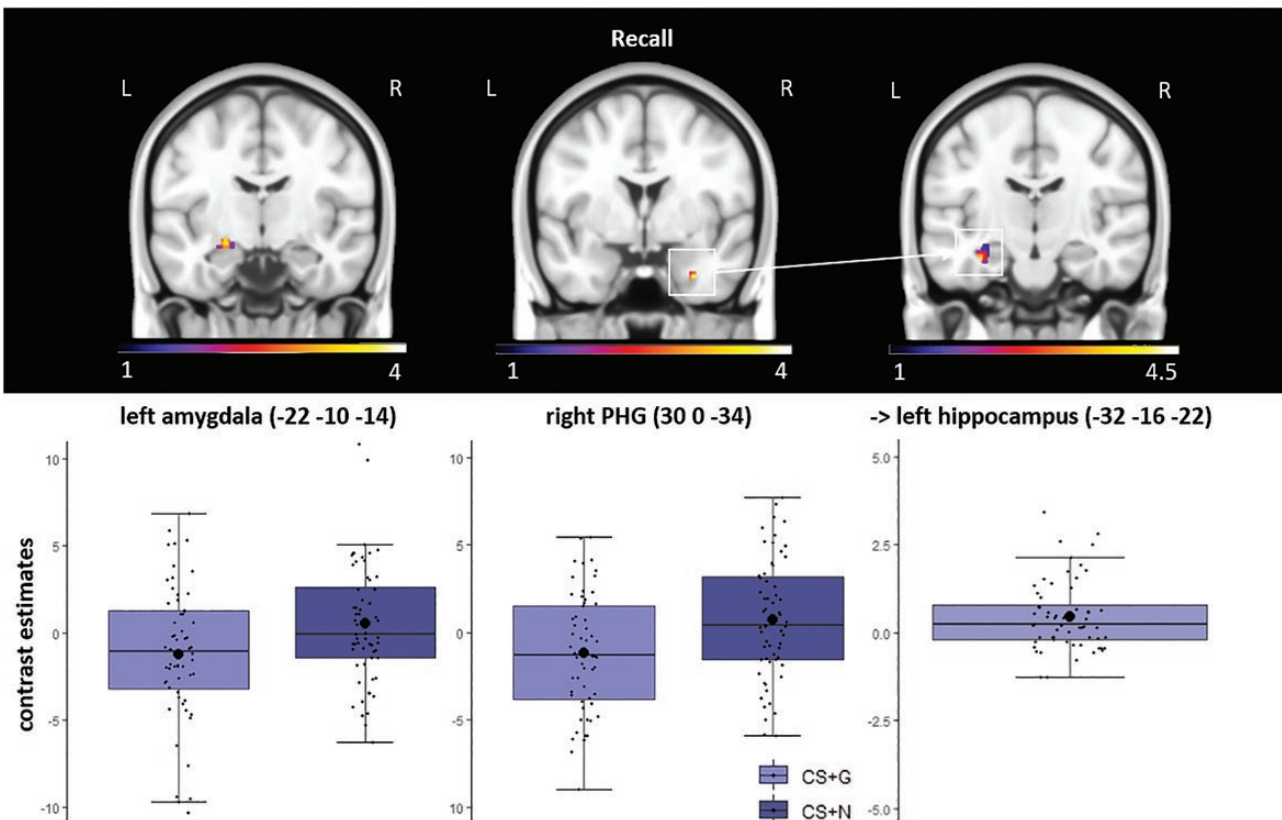 Recall
L R L R L R
1 4 1 4 1 4.5
left amygdala (-22 -10 -14) right PHG (30 0 -34) -> left hippocampus (-32 -16 -22)
contrast estimates
10 10 5.0
5 5 2.5
0 0 0.0
-5 -5 -2.5
-10 10 -5.0
CS+G
CS+N